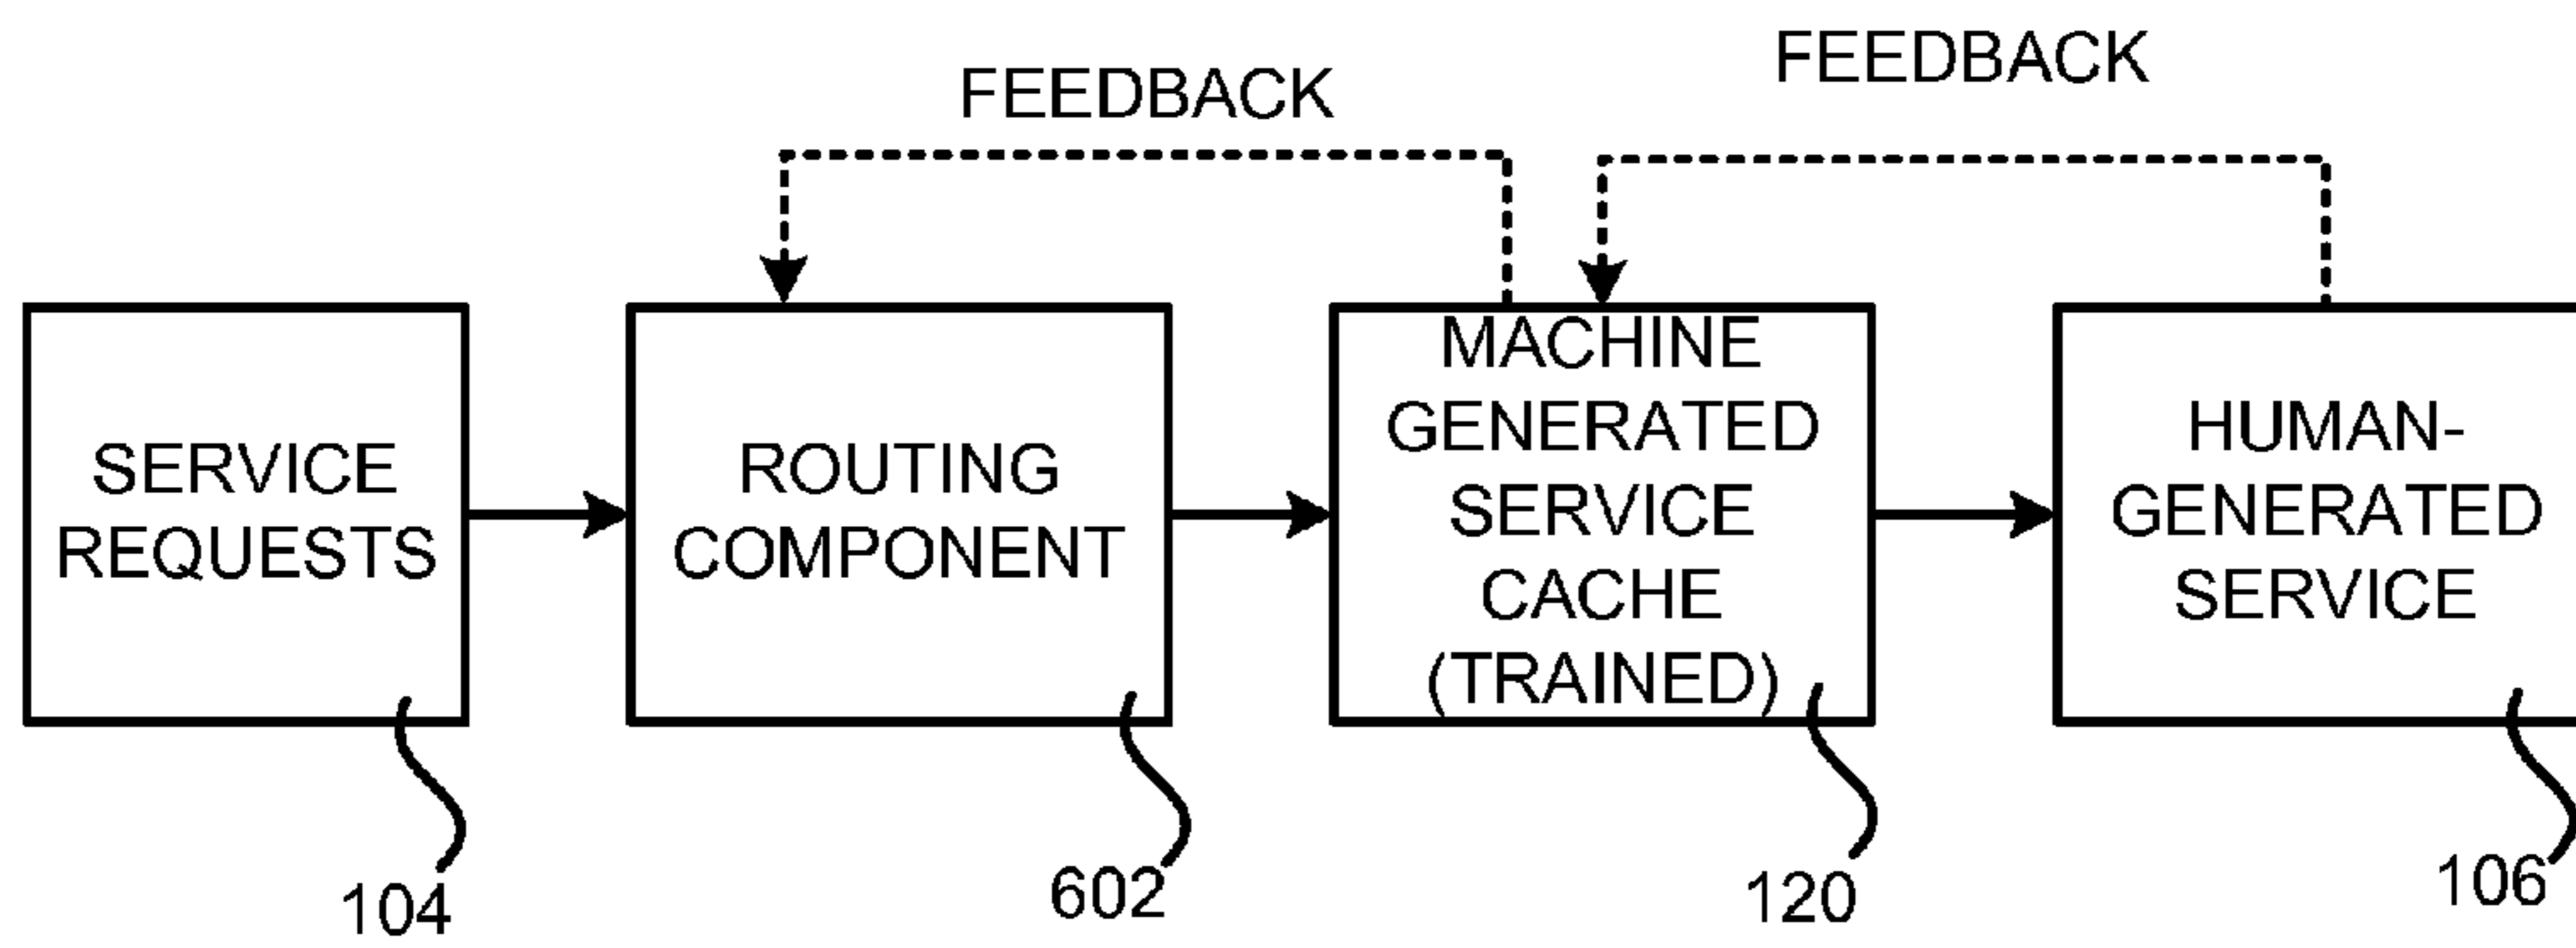 FEEDBACK
FEEDBACK
SERVICE
REQUESTS
ROUTING
COMPONENT
MACHINE
GENERATED
SERVICE
CACHE
(TRAINED)
HUMAN-
GENERATED
SERVICE
104
602
120
106